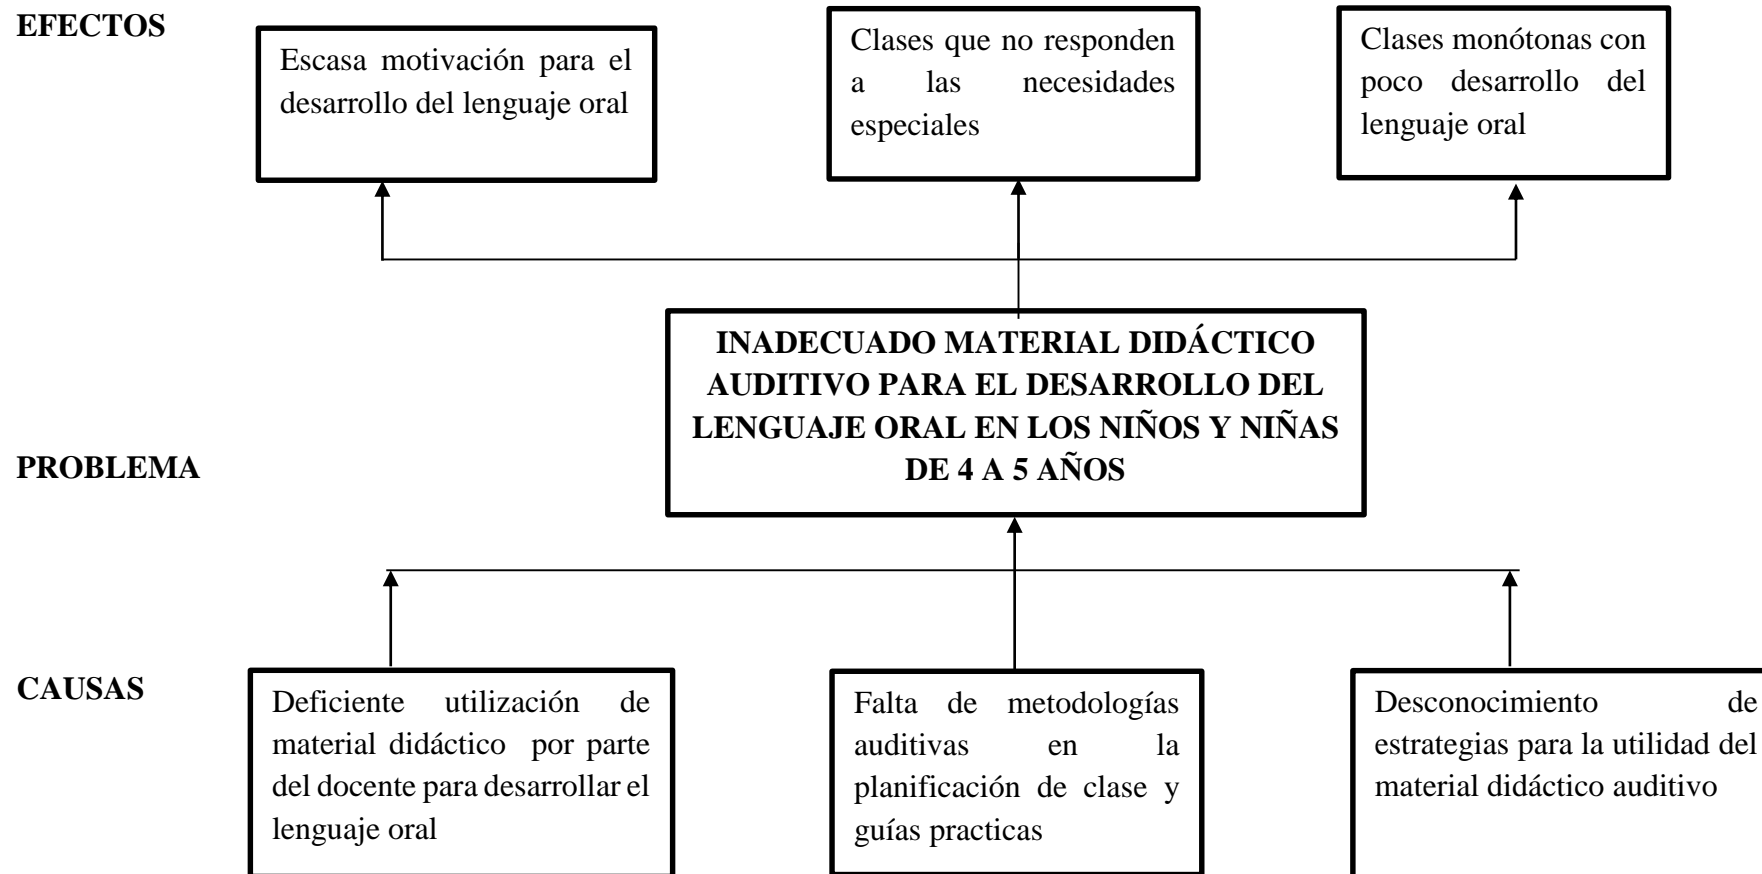 EFECTOS
Escasa motivación para el
desarrollo del lenguaje oral
Clases que no responden
a las necesidades
especiales
Clases monótonas con
poco desarrollo del
lenguaje oral
INADECUADO MATERIAL DIDÁCTICO
AUDITIVO PARA EL DESARROLLO DEL
LENGUAJE ORAL EN LOS NIÑOS Y NIÑAS
DE 4 A 5 AÑOS
PROBLEMA
CAUSAS
Deficiente utilización de
material didáctico por parte
del docente para desarrollar el
lenguaje oral
Falta de metodologías
auditivas en la
planificación de clase y
guías practicas
Desconocimiento de
estrategias para la utilidad del
material didáctico auditivo